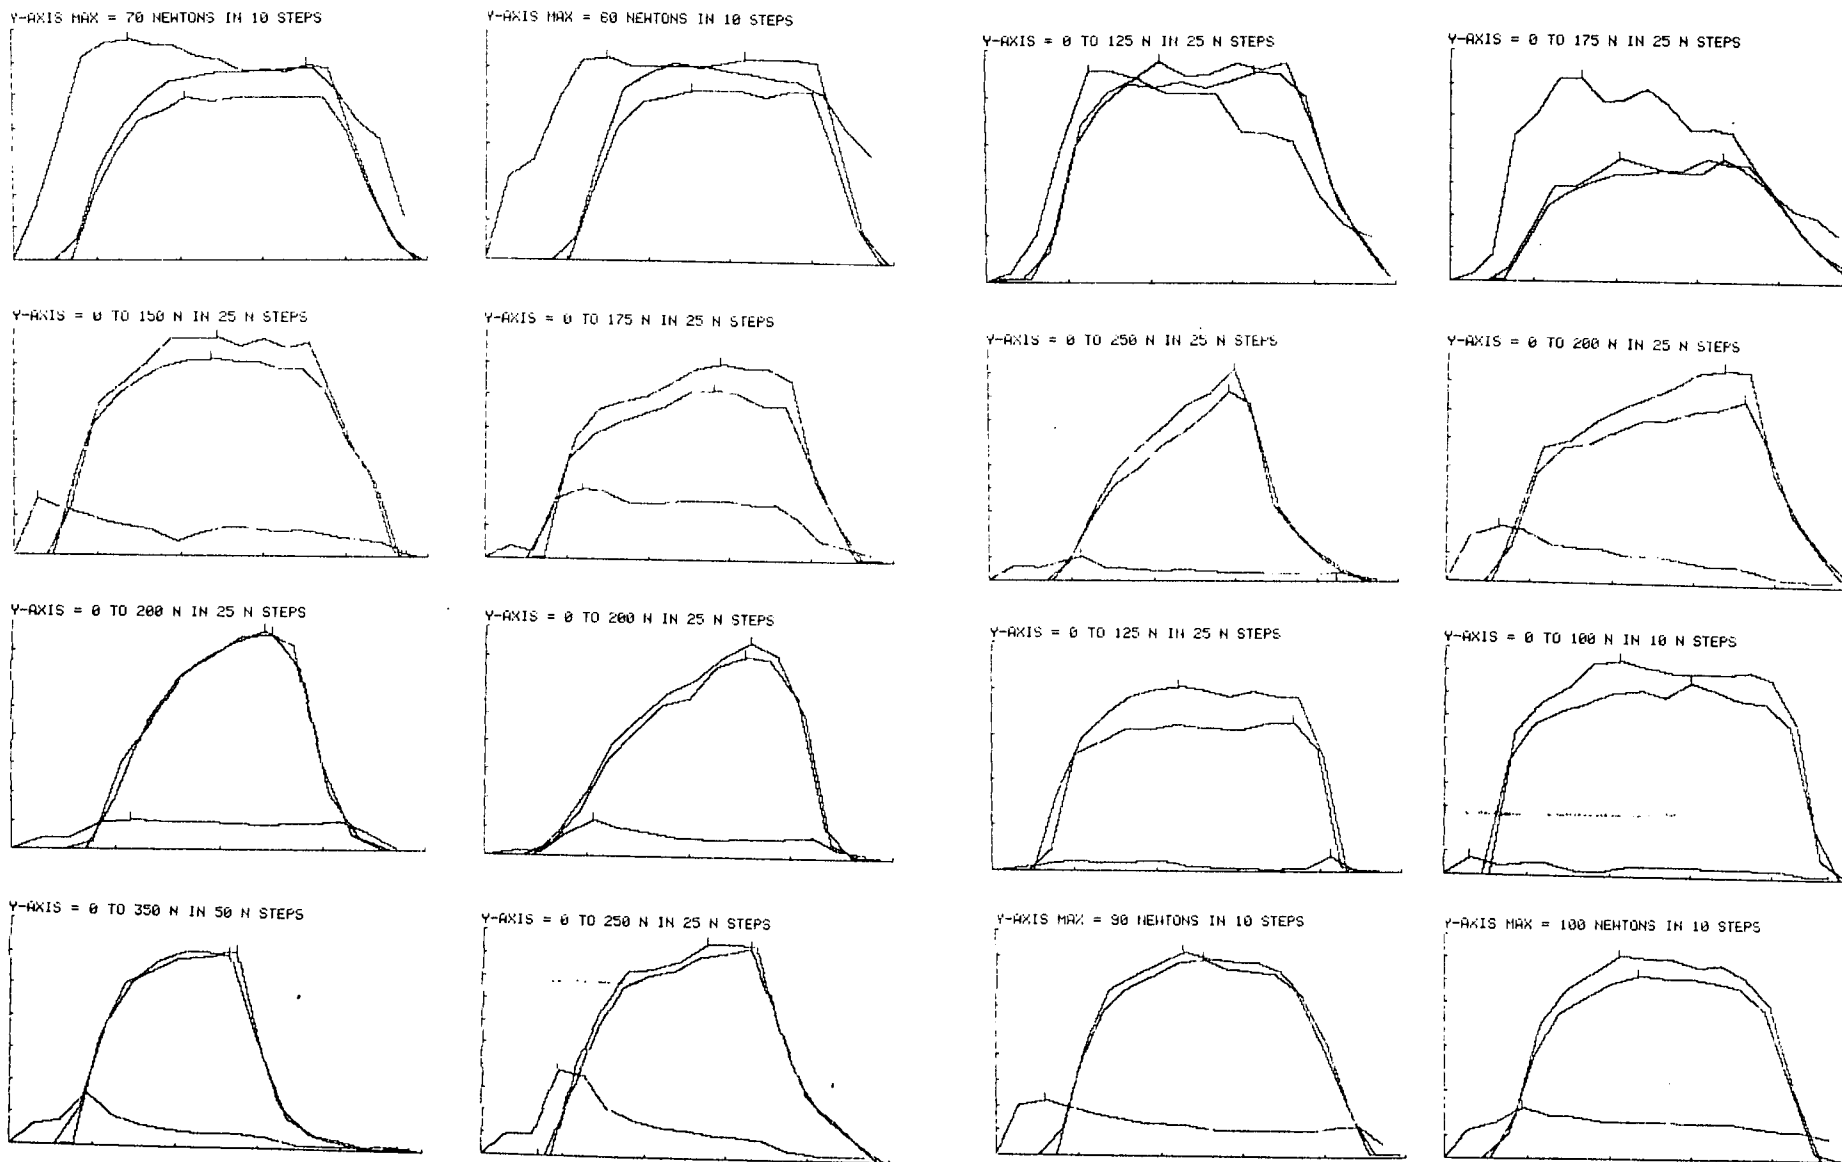 Y-AXIS MAX = 70 NEWTONS IN 10 STEPS
Y-AXIS MAX = 60 NEWTONS IN 10 STEPS
Y-AXIS = 0 TO 125 N IN 25 N STEPS
Y-AXIS = 0 TO 175 N IN 25 N STEPS
Y-AXIS = 0 TO 150 N IN 25 N STEPS
Y-AXIS = 0 TO 175 N IN 25 N STEPS
Y-AXIS = 0 TO 250 N IN 25 N STEPS
Y-AXIS = 0 TO 200 N IN 25 N STEPS
Y-AXIS = 0 TO 200 N IN 25 N STEPS
Y-AXIS = 0 TO 200 N IN 25 N STEPS
Y-AXIS = 0 TO 125 N IN 25 N STEPS
Y-AXIS = 0 TO 100 N IN 10 N STEPS
Y-AXIS = 0 TO 350 N IN 50 N STEPS
Y-AXIS = 0 TO 250 N IN 25 N STEPS
Y-AXIS MAX = 90 NEWTONS IN 10 STEPS
Y-AXIS MAX = 100 NEWTONS IN 10 STEPS